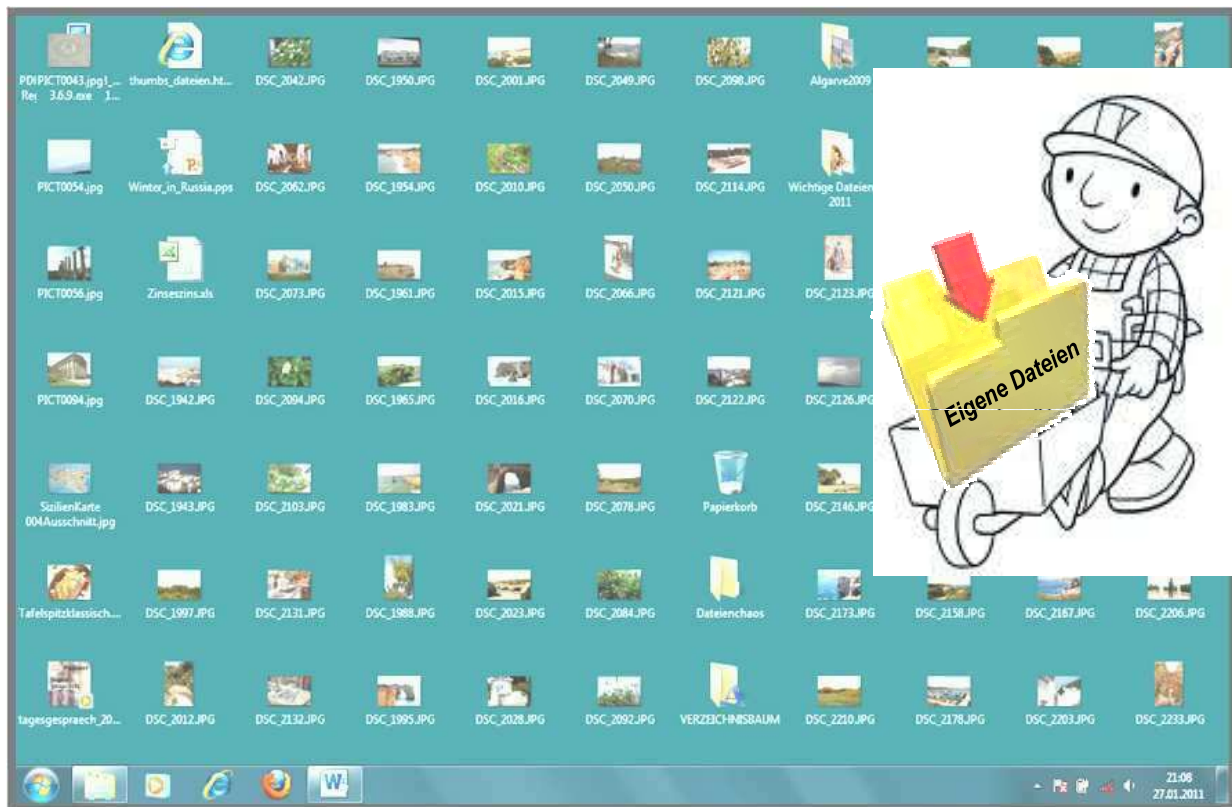 PICT0043.jpg
3.6.9.exe
thumbs_dateien.ht...
DSC_2042.JPG
DSC_1950.JPG
DSC_2001.JPG
DSC_2049.JPG
DSC_2098.JPG
Algarve2009
PICT0054.jpg
Winter_in_Russia.pps
DSC_2062.JPG
DSC_1954.JPG
DSC_2010.JPG
DSC_2050.JPG
DSC_2114.JPG
Wichtige Dateien
2011
PICT0056.jpg
Zinseszins.xls
DSC_2073.JPG
DSC_1961.JPG
DSC_2015.JPG
DSC_2066.JPG
DSC_2121.JPG
DSC_2123.JPG
Eigene Dateien
PICT0094.jpg
DSC_1942.JPG
DSC_2094.JPG
DSC_1965.JPG
DSC_2016.JPG
DSC_2070.JPG
DSC_2122.JPG
DSC_2126.JPG
SizilienKarte
004Ausschnitt.jpg
DSC_1943.JPG
DSC_2103.JPG
DSC_1983.JPG
DSC_2021.JPG
DSC_2078.JPG
Papierkorb
DSC_2146.JPG
Tafelspitzklassisch....
DSC_1997.JPG
DSC_2131.JPG
DSC_1988.JPG
DSC_2023.JPG
DSC_2084.JPG
Dateienchaos
DSC_2173.JPG
DSC_2158.JPG
DSC_2167.JPG
DSC_2206.JPG
tagesgespraech_20...
DSC_2012.JPG
DSC_2132.JPG
DSC_1995.JPG
DSC_2028.JPG
DSC_2092.JPG
VERZEICHNISBAUM
DSC_2210.JPG
DSC_2178.JPG
DSC_2203.JPG
DSC_2233.JPG
21:08
27.01.2011